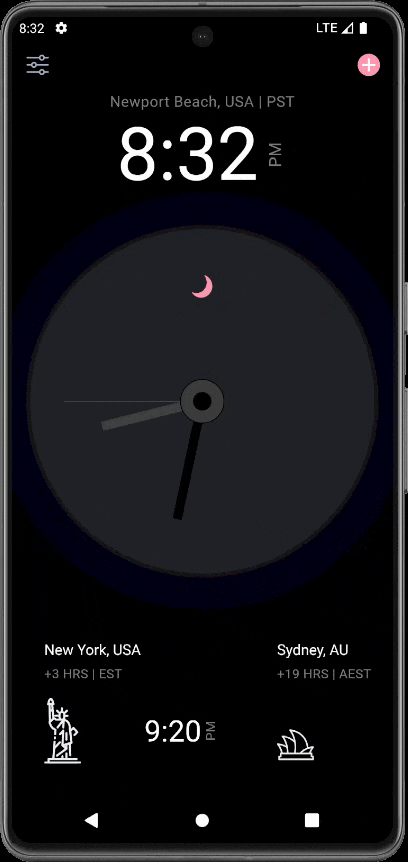 8:32
LTE
Newport Beach, USA | PST
8:32 PM
New York, USA
+3 HRS | EST
9:20 PM
Sydney, AU
+19 HRS | AEST